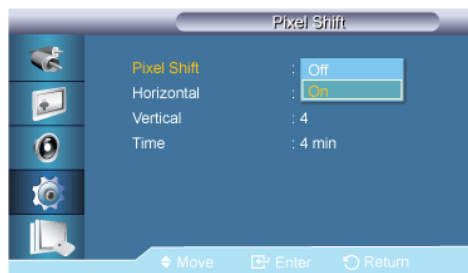 Pixel Shift
Pixel Shift : Off
Horizontal : On
Vertical : 4
Time : 4 min
Move Enter Return